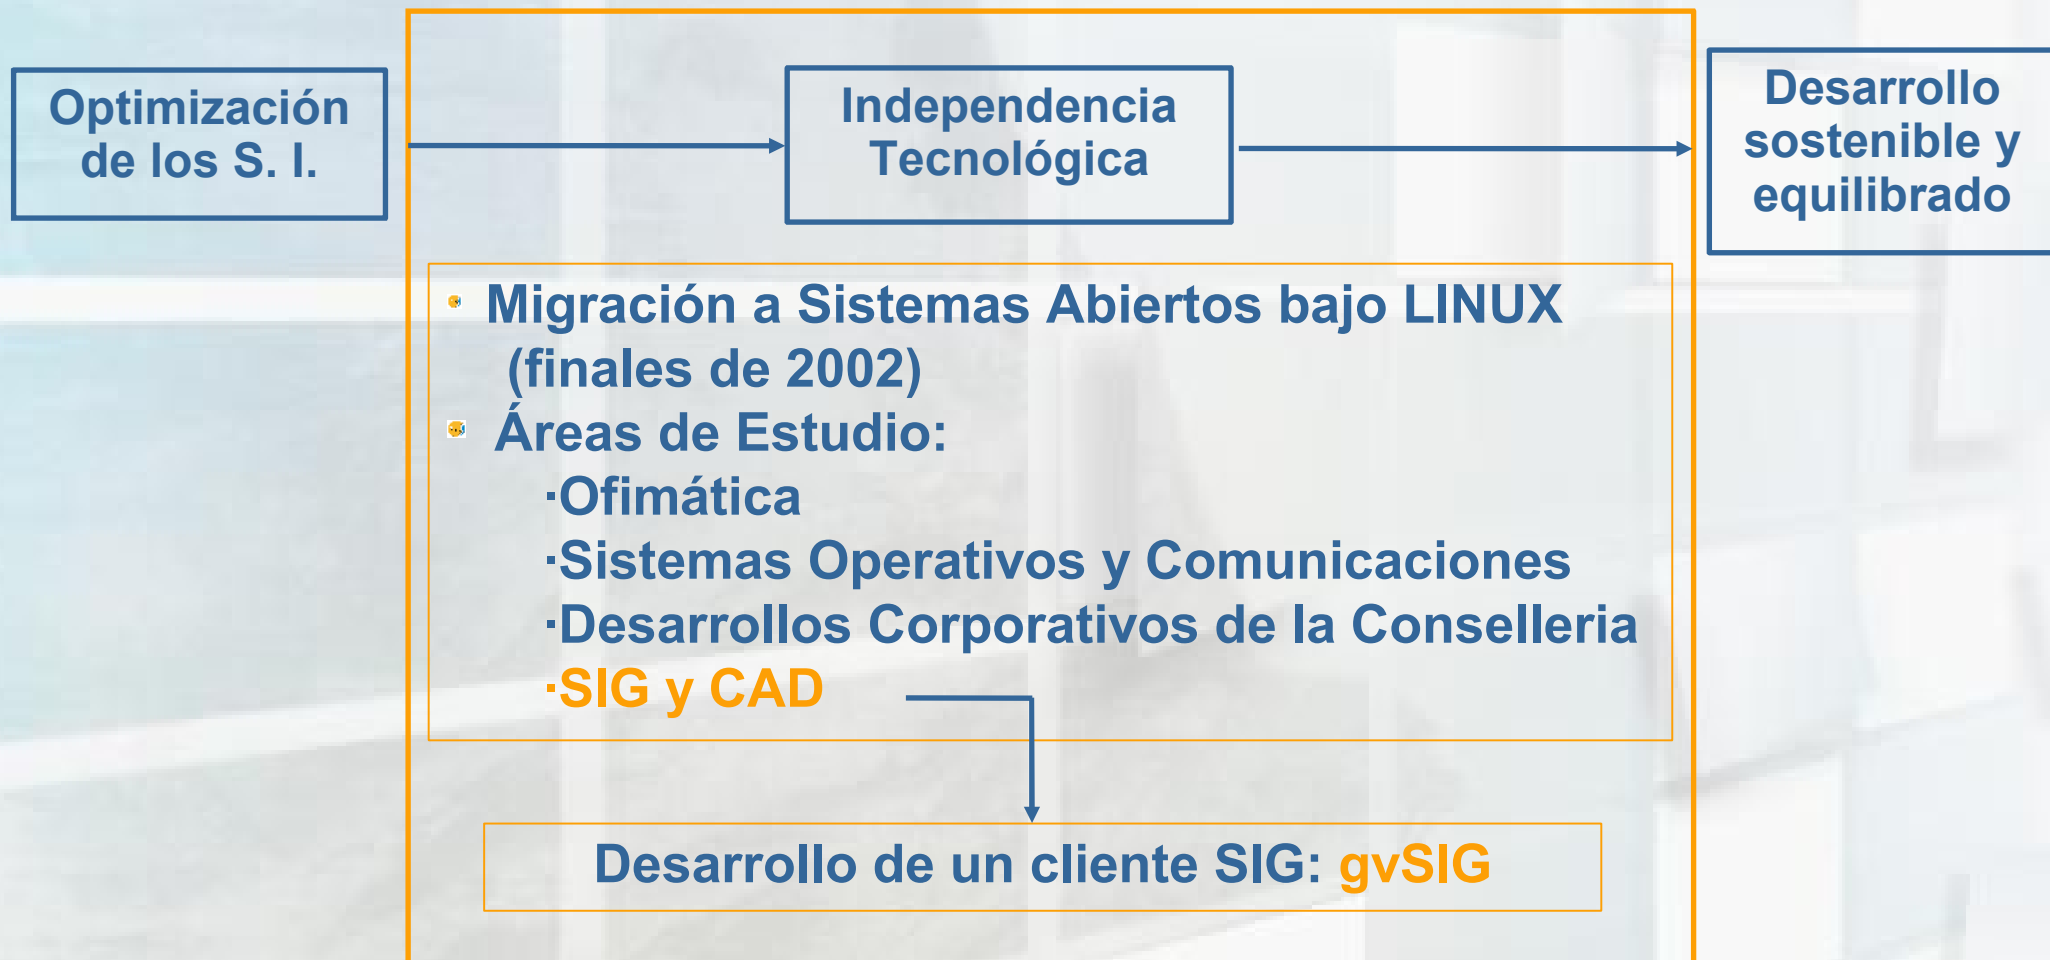 Optimización
de los S. I.
Independencia
Tecnológica
Desarrollo
sostenible y
equilibrado
Migración a Sistemas Abiertos bajo LINUX
(finales de 2002)
Áreas de Estudio:
·Ofimática
·Sistemas Operativos y Comunicaciones
·Desarrollos Corporativos de la Conselleria
·SIG y CAD
Desarrollo de un cliente SIG: gvSIG